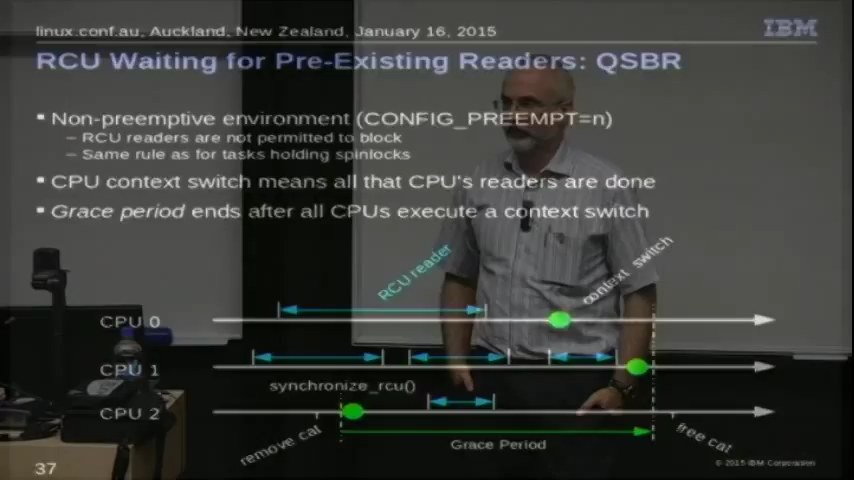 linux.conf.au, Auckland, New Zealand, January 16, 2015
IBM
RCU Waiting for Pre-Existing Readers: QSBR
▪ Non-preemptive environment (CONFIG_PREEMPT=n)
– RCU readers are not permitted to block
– Same rule as for tasks holding spinlocks
▪ CPU context switch means all that CPU's readers are done
▪ Grace period ends after all CPUs execute a context switch
RCU reader
context switch
CPU 0
CPU 1
synchronize_rcu()
CPU 2
remove cat
Grace Period
free cat
37
© 2015 IBM Corporation